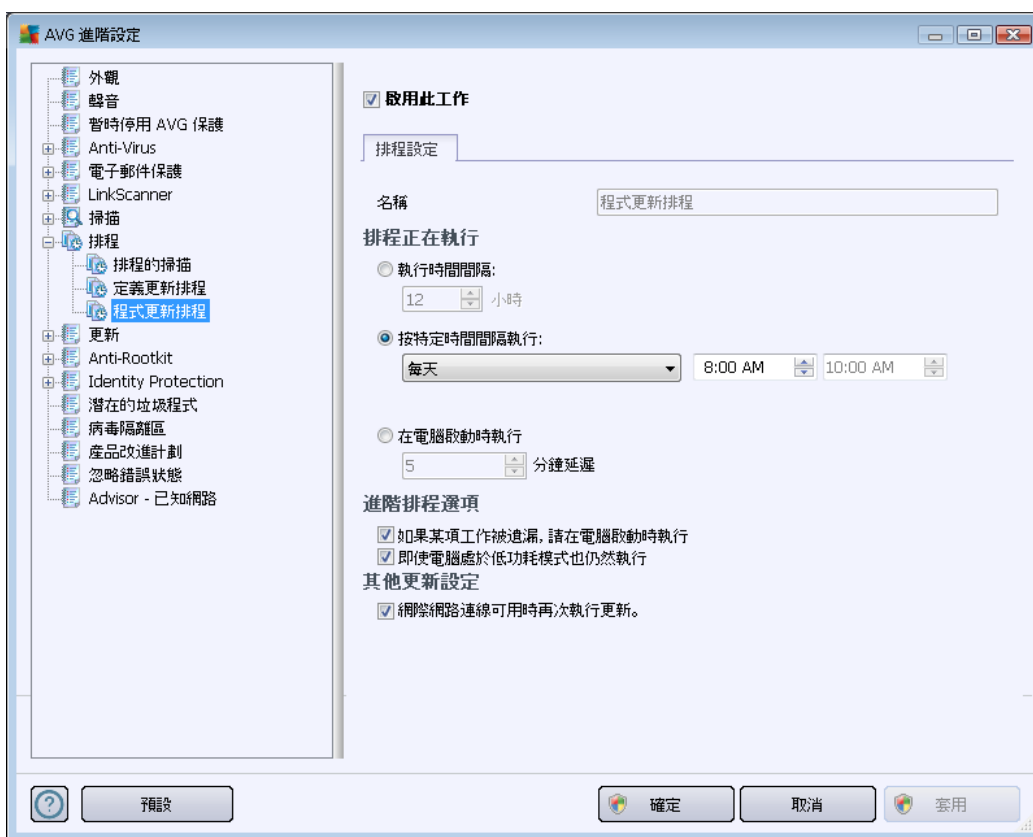 AVG 進階設定
外觀
聲音
暫時停用 AVG 保護
Anti-Virus
電子郵件保護
LinkScanner
掃描
排程
排程的掃描
定義更新排程
程式更新排程
更新
Anti-Rootkit
Identity Protection
潛在的垃圾程式
病毒隔離區
產品改進計劃
忽略錯誤狀態
Advisor - 已知網路
啟用此工作
排程設定
名稱 程式更新排程
排程正在執行
執行時間間隔:
12 小時
按特定時間間隔執行:
每天 8:00 AM 10:00 AM
在電腦啟動時執行
5 分鐘延遲
進階排程選項
如果某項工作被遺漏, 請在電腦啟動時執行
即使電腦處於低功耗模式也仍然執行
其他更新設定
網際網路連線可用時再次執行更新。
預設 確定 取消 套用